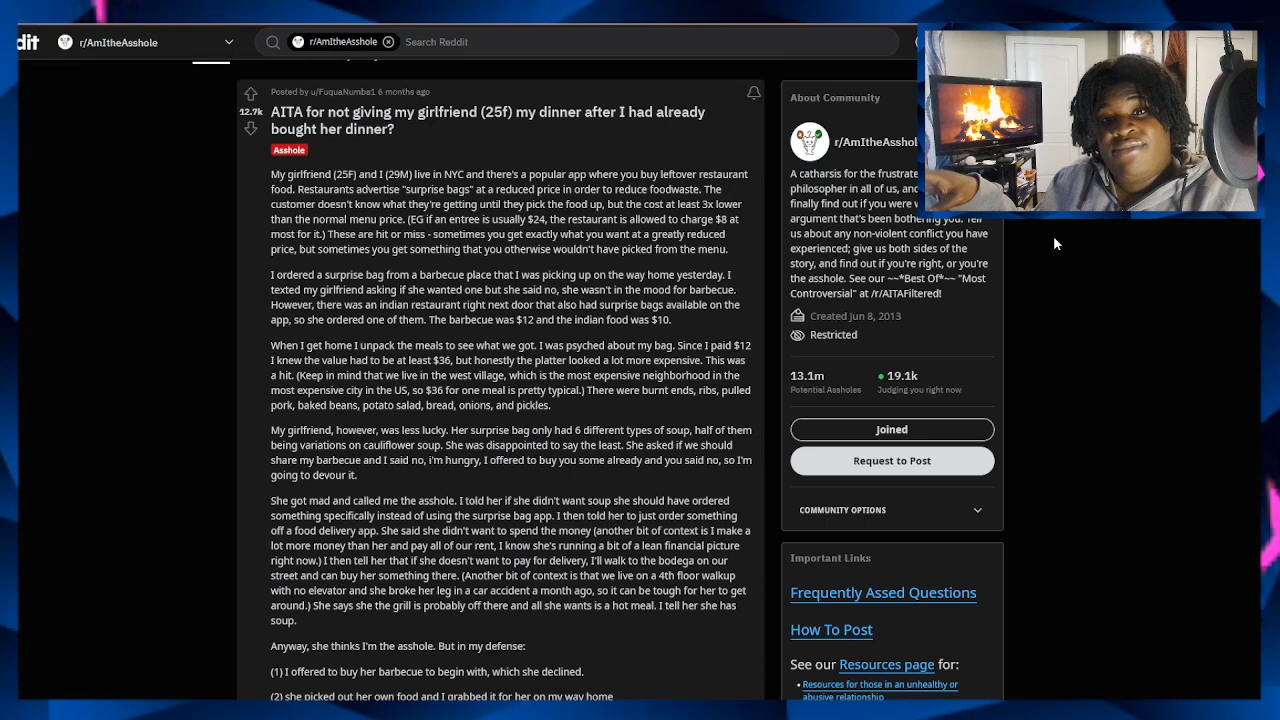 dit
r/AmItheAsshole
r/AmItheAsshole
Search Reddit
Posted by u/FuquaNumba1 6 months ago
12.7k
AITA for not giving my girlfriend (25f) my dinner after I had already
bought her dinner?
Asshole
My girlfriend (25F) and I (29M) live in NYC and there's a popular app where you buy leftover restaurant
food. Restaurants advertise "surprise bags" at a reduced price in order to reduce foodwaste. The
customer doesn't know what they're getting until they pick the food up, but the cost at least 3x lower
than the normal menu price. (EG if an entree is usually $24, the restaurant is allowed to charge $8 at
most for it.) These are hit or miss - sometimes you get exactly what you want at a greatly reduced
price, but sometimes you get something that you otherwise wouldn't have picked from the menu.
I ordered a surprise bag from a barbecue place that I was picking up on the way home yesterday. I
texted my girlfriend asking if she wanted one but she said no, she wasn't in the mood for barbecue.
However, there was an indian restaurant right next door that also had surprise bags available on the
app, so she ordered one of them. The barbecue was $12 and the indian food was $10.
When I get home I unpack the meals to see what we got. I was psyched about my bag. Since I paid $12
I knew the value had to be at least $36, but honestly the platter looked a lot more expensive. This was
a hit. (Keep in mind that we live in the west village, which is the most expensive neighborhood in the
most expensive city in the US, so $36 for one meal is pretty typical.) There were burnt ends, ribs, pulled
pork, baked beans, potato salad, bread, onions, and pickles.
My girlfriend, however, was less lucky. Her surprise bag only had 6 different types of soup, half of them
being variations on cauliflower soup. She was disappointed to say the least. She asked if we should
share my barbecue and I said no, i'm hungry, I offered to buy you some already and you said no, so I'm
going to devour it.
She got mad and called me the asshole. I told her if she didn't want soup she should have ordered
something specifically instead of using the surprise bag app. I then told her to just order something
off a food delivery app. She said she didn't want to spend the money (another bit of context is I make a
lot more money than her and pay all of our rent, I know she's running a bit of a lean financial picture
right now.) I then tell her that if she doesn't want to pay for delivery, I'll walk to the bodega on our
street and can buy her something there. (Another bit of context is that we live on a 4th floor walkup
with no elevator and she broke her leg in a car accident a month ago, so it can be tough for her to get
around.) She says she the grill is probably off there and all she wants is a hot meal. I tell her she has
soup.
Anyway, she thinks I'm the asshole. But in my defense:
(1) I offered to buy her barbecue to begin with, which she declined.
(2) she picked out her own food and I grabbed it for her on my way home
About Community
r/AmItheAsshole
A catharsis for the frustrate
philosopher in all of us, and
finally find out if you were w
argument that's been bothering you. Tell
us about any non-violent conflict you have
experienced; give us both sides of the
story, and find out if you're right, or you're
the asshole. See our ~~*Best Of*~~ "Most
Controversial" at /r/AITAFiltered!
Created Jun 8, 2013
Restricted
13.1m
Potential Assholes
19.1k
Judging you right now
Joined
Request to Post
COMMUNITY OPTIONS
Important Links
Frequently Assed Questions
How To Post
See our Resources page for:
• Resources for those in an unhealthy or
abusive relationship